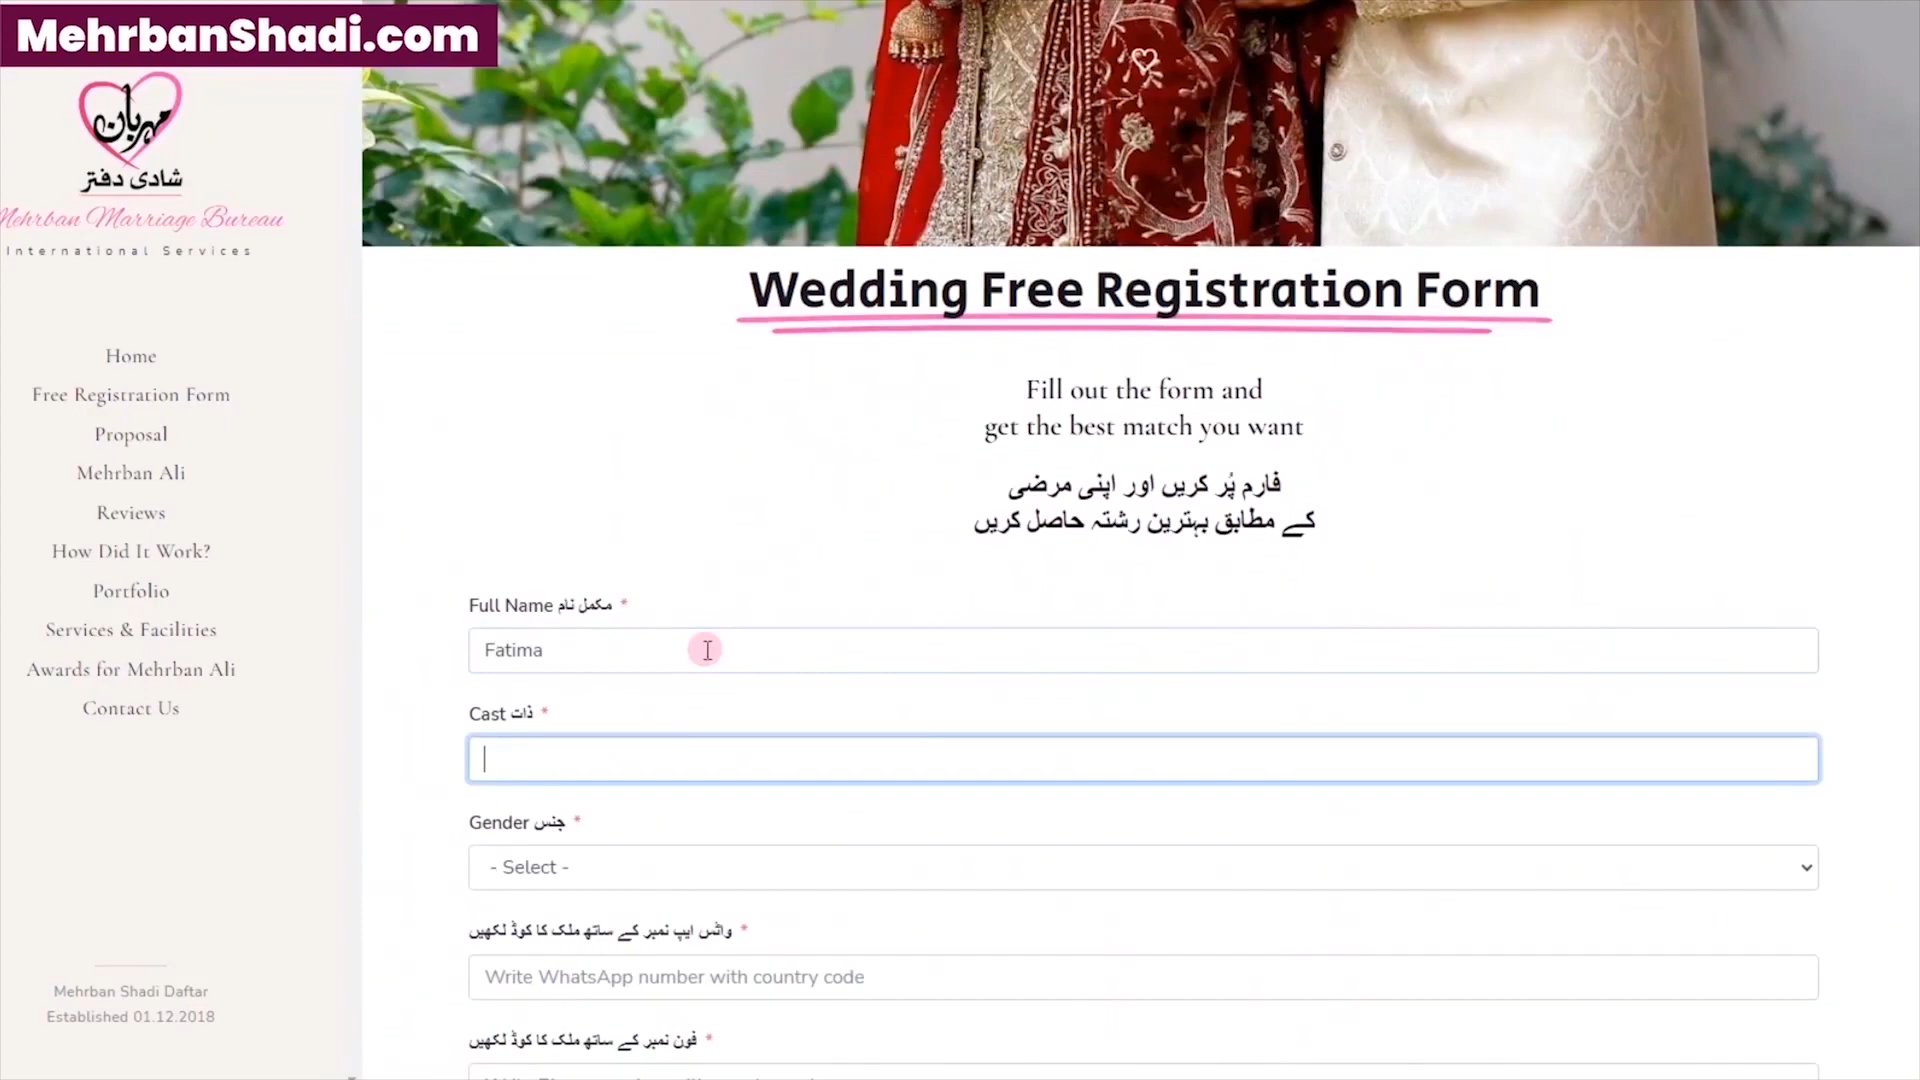 MehrbanShadi.com
مہربان
شادی دفتر
Mehrban Marriage Bureau
International Services
Home
Free Registration Form
Proposal
Mehrban Ali
Reviews
How Did It Work?
Portfolio
Services & Facilities
Awards for Mehrban Ali
Contact Us
Mehrban Shadi Daftar
Established 01.12.2018
Wedding Free Registration Form
Fill out the form and
get the best match you want
فارم پُر کریں اور اپنی مرضی
کے مطابق بہترین رشتہ حاصل کریں
Full Name مکمل نام *
Fatima
Cast ذات *
Gender جنس *
- Select -
واٹس ایپ نمبر کے ساتھ ملک کا کوڈ لکھیں *
Write WhatsApp number with country code
فون نمبر کے ساتھ ملک کا کوڈ لکھیں *